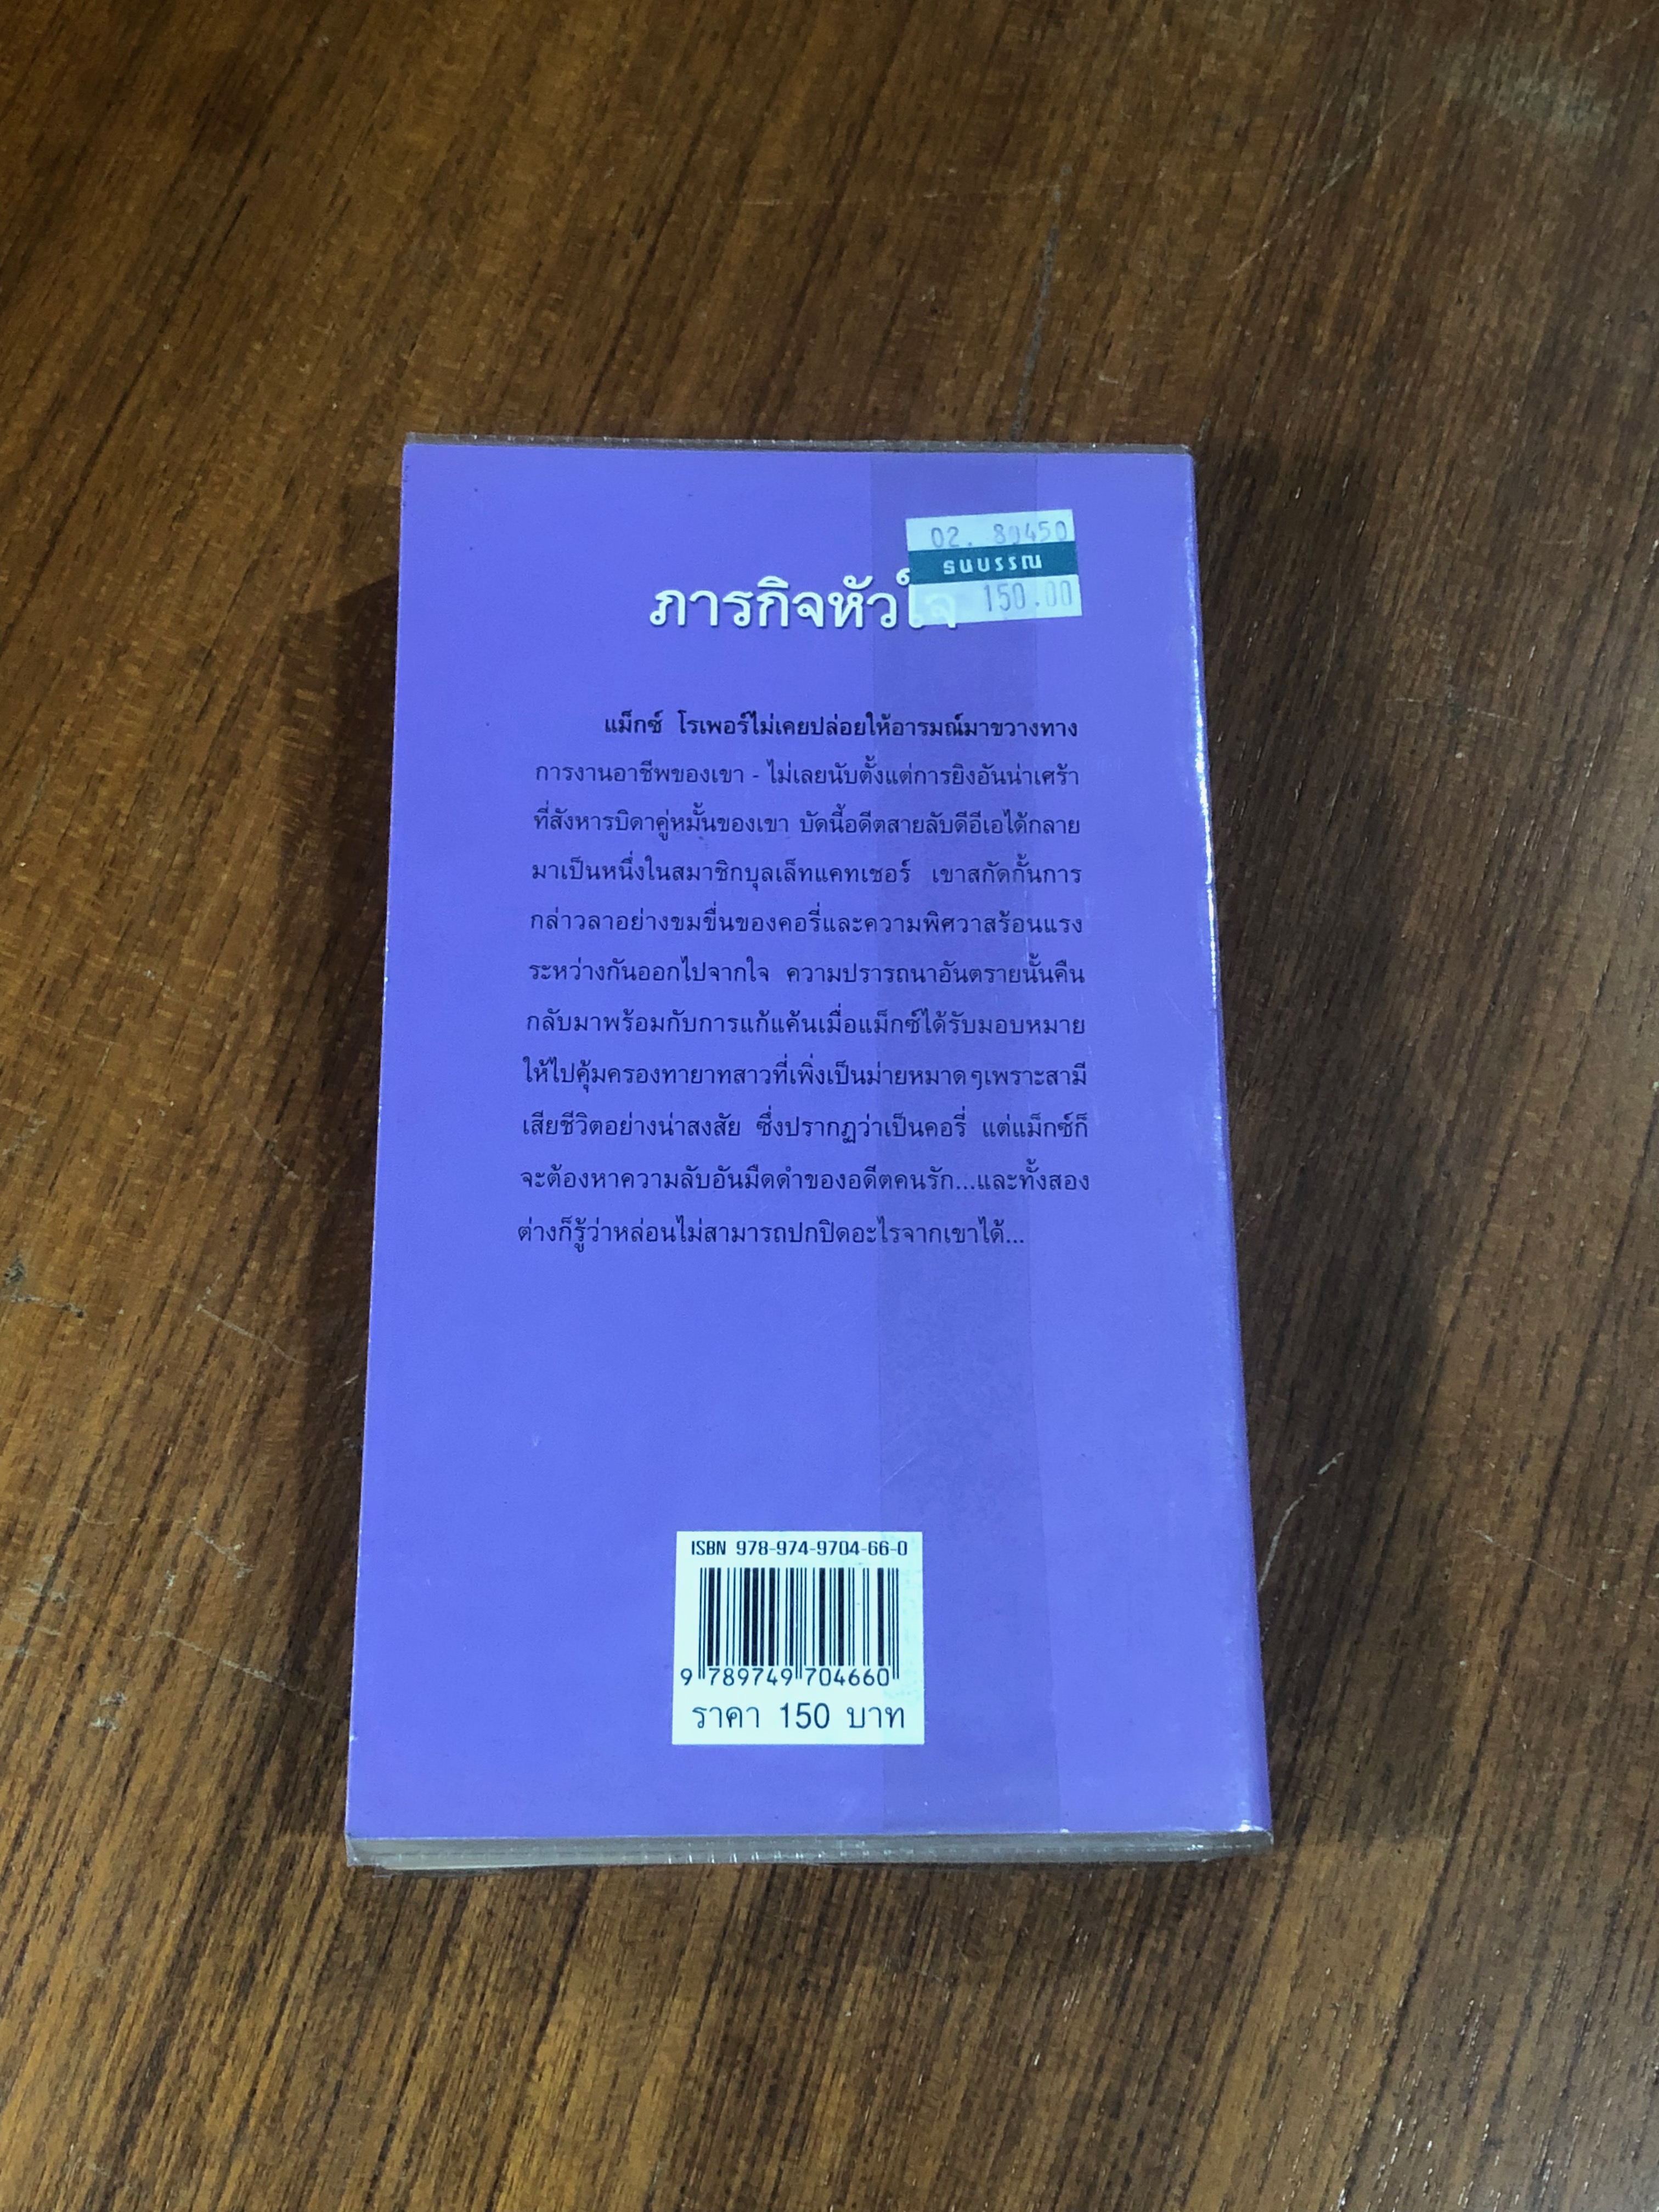 02. 89450
ธนบรรณ
150.00
ภารกิจหัวใจ
แม็กซ์ โรเพอร์ไม่เคยปล่อยให้อารมณ์มาขวางทาง
การงานอาชีพของเขา - ไม่เลยนับตั้งแต่การยิงอันน่าเศร้า
ที่สังหารบิดาคู่หมั้นของเขา บัดนี้อดีตสายลับดีอีเอได้กลาย
มาเป็นหนึ่งในสมาชิกบุลเล็ทแคทเชอร์ เขาสกัดกั้นการ
กล่าวลาอย่างขมขื่นของคอรี่และความพิศวาสร้อนแรง
ระหว่างกันออกไปจากใจ ความปรารถนาอันตรายนั้นคืน
กลับมาพร้อมกับการแก้แค้นเมื่อแม็กซ์ได้รับมอบหมาย
ให้ไปคุ้มครองทายาทสาวที่เพิ่งเป็นม่ายหมาดๆเพราะสามี
เสียชีวิตอย่างน่าสงสัย ซึ่งปรากฏว่าเป็นคอรี่ แต่แม็กซ์ก็
จะต้องหาความลับอันมืดดำของอดีตคนรัก...และทั้งสอง
ต่างก็รู้ว่าหล่อนไม่สามารถปกปิดอะไรจากเขาได้...
ISBN 978-974-9704-66-0
9 789749 704660
ราคา 150 บาท